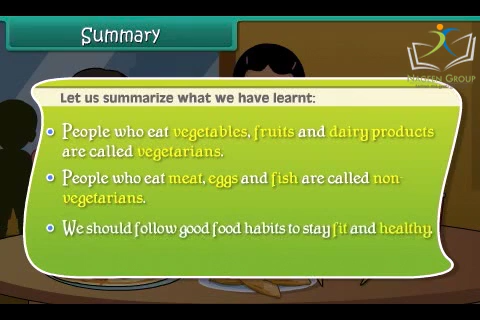 Summary
NADEEM GROUP
Let us summarize what we have learnt:
People who eat vegetables, fruits and dairy products
are called vegetarians.
People who eat meat, eggs and fish are called non-
vegetarians.
We should follow good food habits to stay fit and healthy.